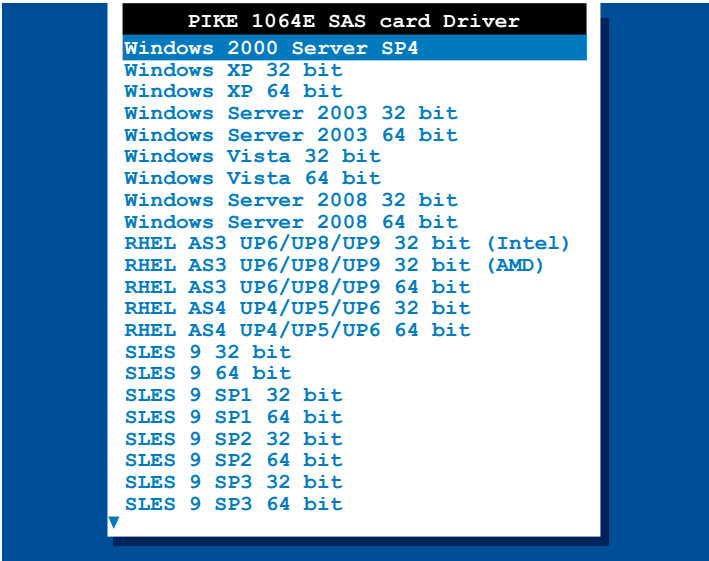 PIKE 1064E SAS card Driver
Windows 2000 Server SP4
Windows XP 32 bit
Windows XP 64 bit
Windows Server 2003 32 bit
Windows Server 2003 64 bit
Windows Vista 32 bit
Windows Vista 64 bit
Windows Server 2008 32 bit
Windows Server 2008 64 bit
RHEL AS3 UP6/UP8/UP9 32 bit (Intel)
RHEL AS3 UP6/UP8/UP9 32 bit (AMD)
RHEL AS3 UP6/UP8/UP9 64 bit
RHEL AS4 UP4/UP5/UP6 32 bit
RHEL AS4 UP4/UP5/UP6 64 bit
SLES 9 32 bit
SLES 9 64 bit
SLES 9 SP1 32 bit
SLES 9 SP1 64 bit
SLES 9 SP2 32 bit
SLES 9 SP2 64 bit
SLES 9 SP3 32 bit
SLES 9 SP3 64 bit